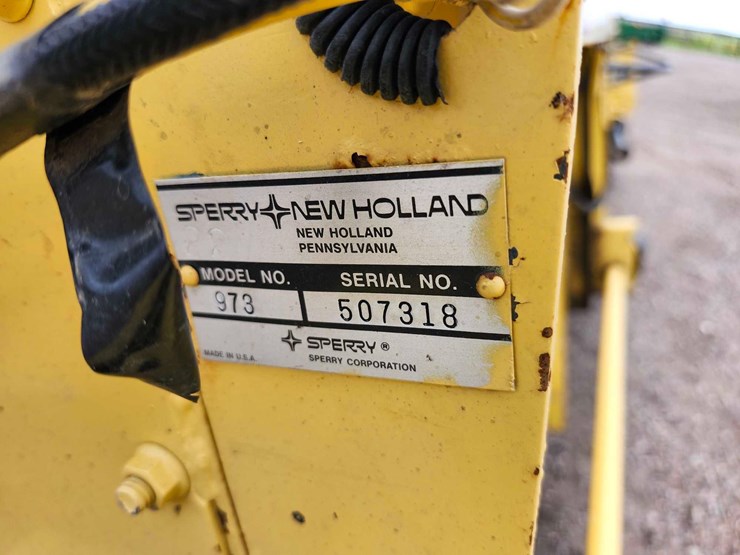 SPERRY NEW HOLLAND
NEW HOLLAND
PENNSYLVANIA
MODEL NO. SERIAL NO.
973 507318
SPERRY ®
MADE IN U.S.A. SPERRY CORPORATION